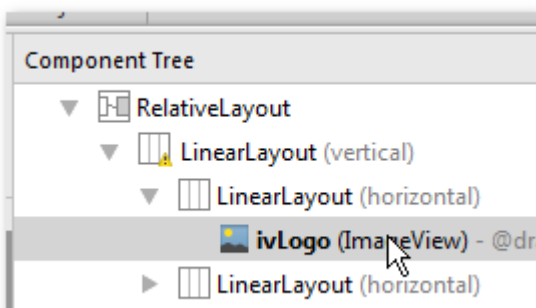 Component Tree
RelativeLayout
LinearLayout (vertical)
LinearLayout (horizontal)
ivLogo (ImageView) - @dr
LinearLayout (horizontal)